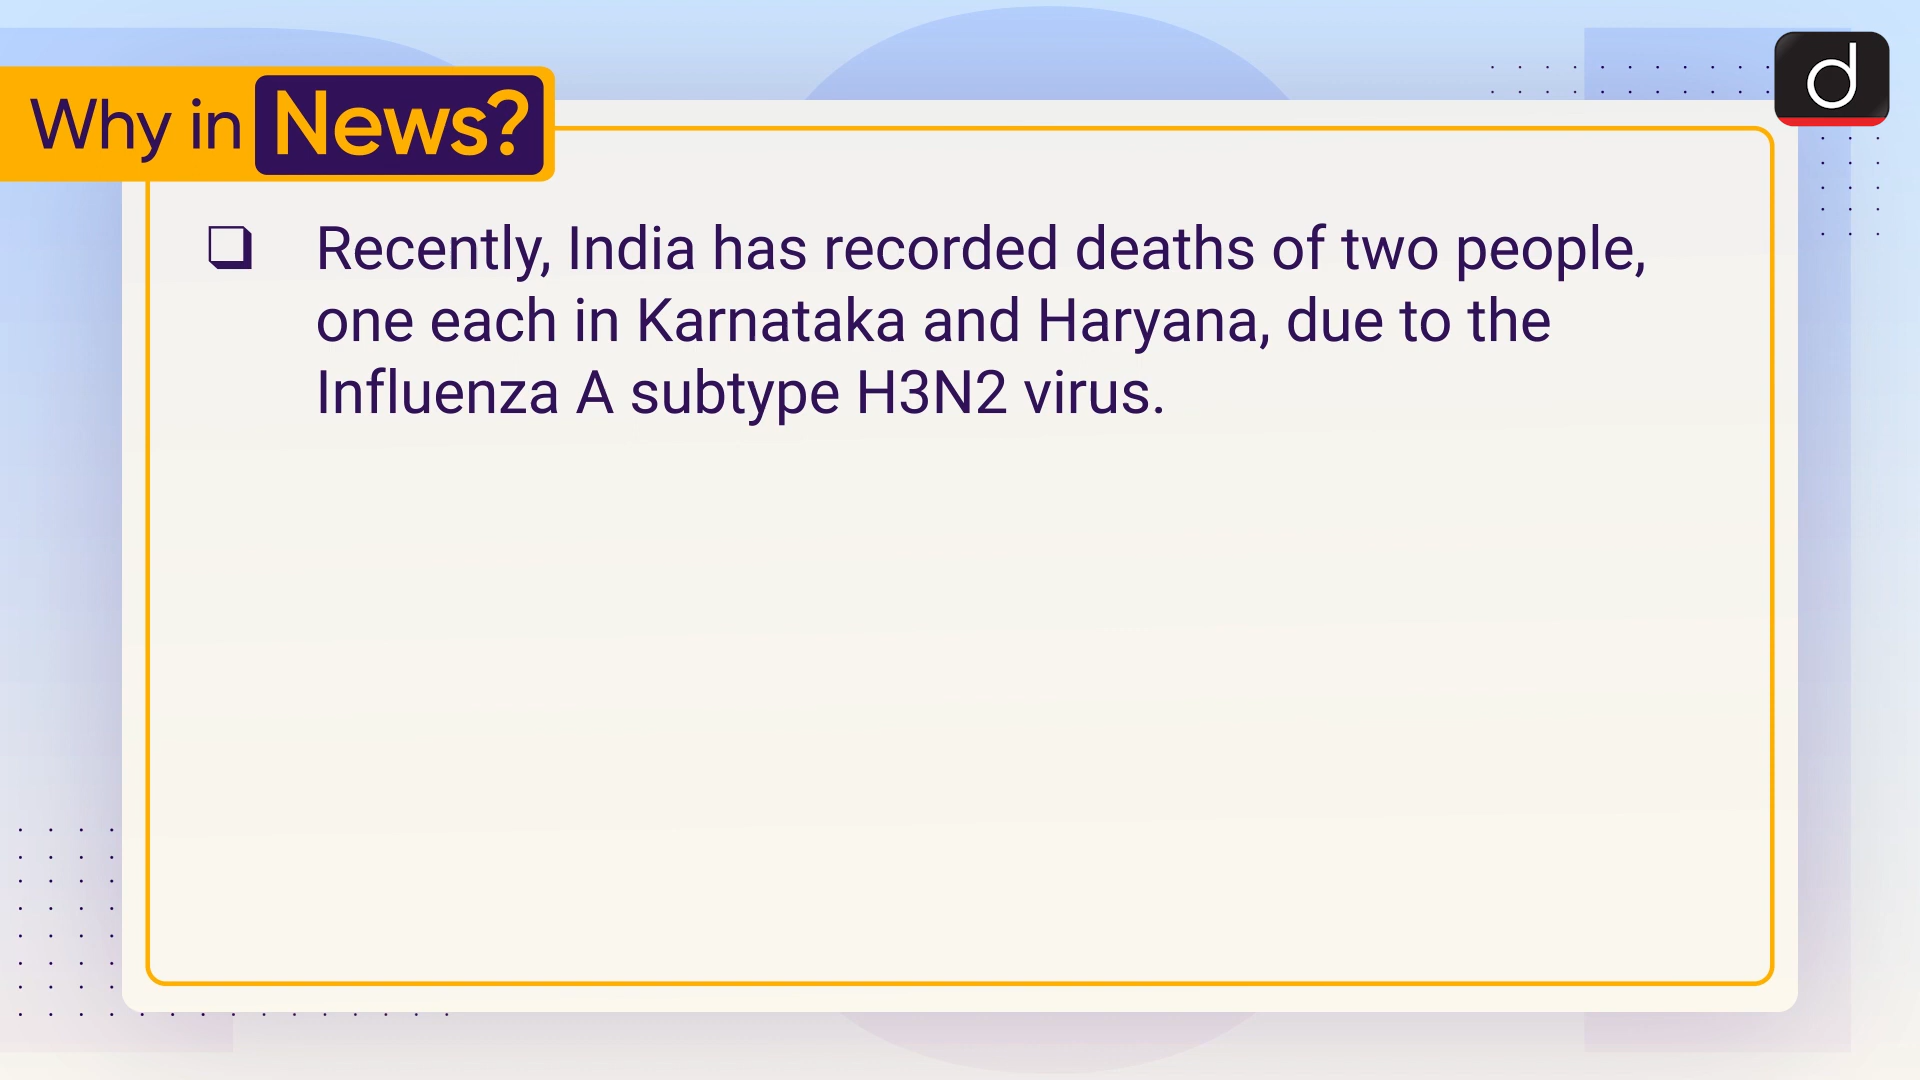 Why in News?
Recently, India has recorded deaths of two people,
one each in Karnataka and Haryana, due to the
Influenza A subtype H3N2 virus.
d